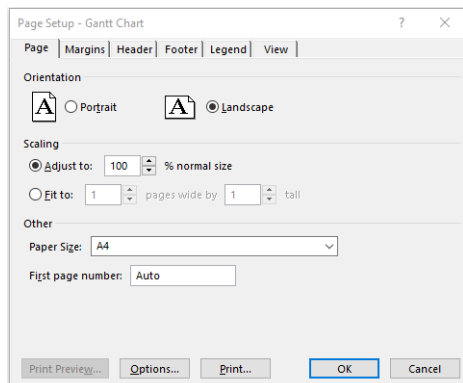 Page Setup - Gantt Chart ? ×
Page Margins Header Footer Legend View
Orientation
A Portrait A Landscape
Scaling
Adjust to: 100 % normal size
Fit to: 1 pages wide by 1 tall
Other
Paper Size: A4
First page number: Auto
Print Preview... Options... Print... OK Cancel